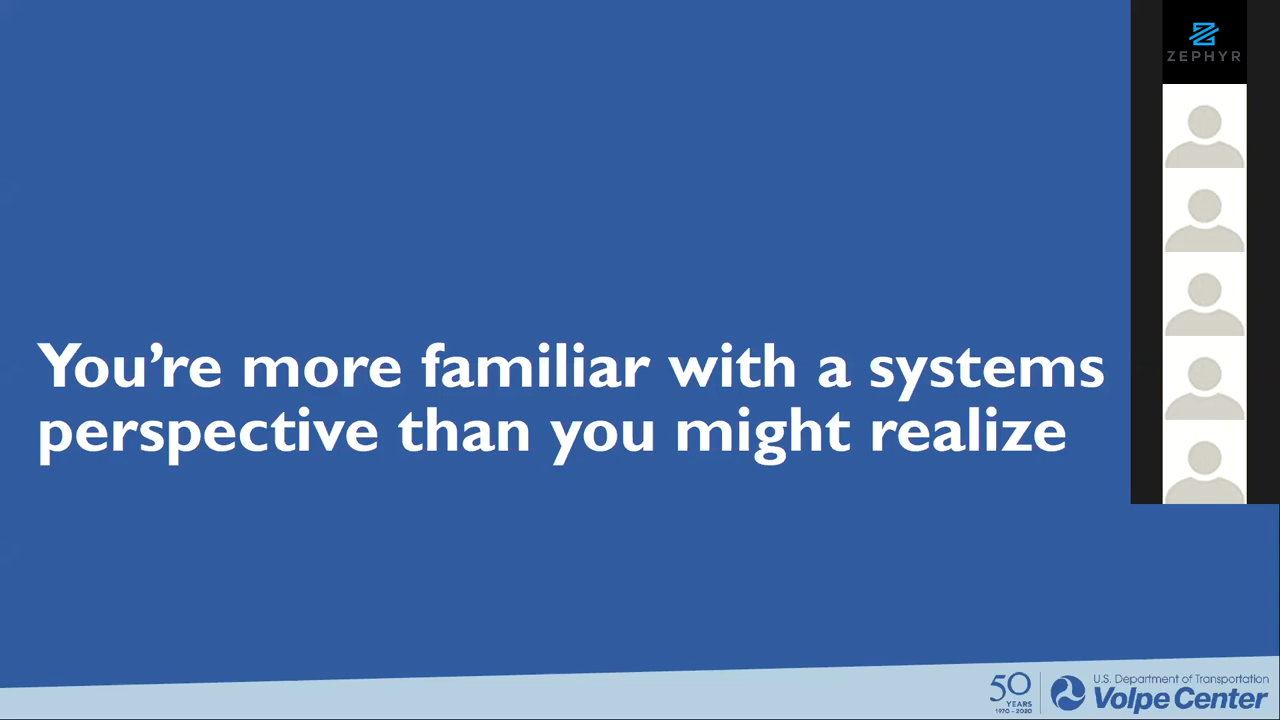 ZEPHYR
You're more familiar with a systems
perspective than you might realize
50
YEARS
1970 - 2020
U.S. Department of Transportation
Volpe Center